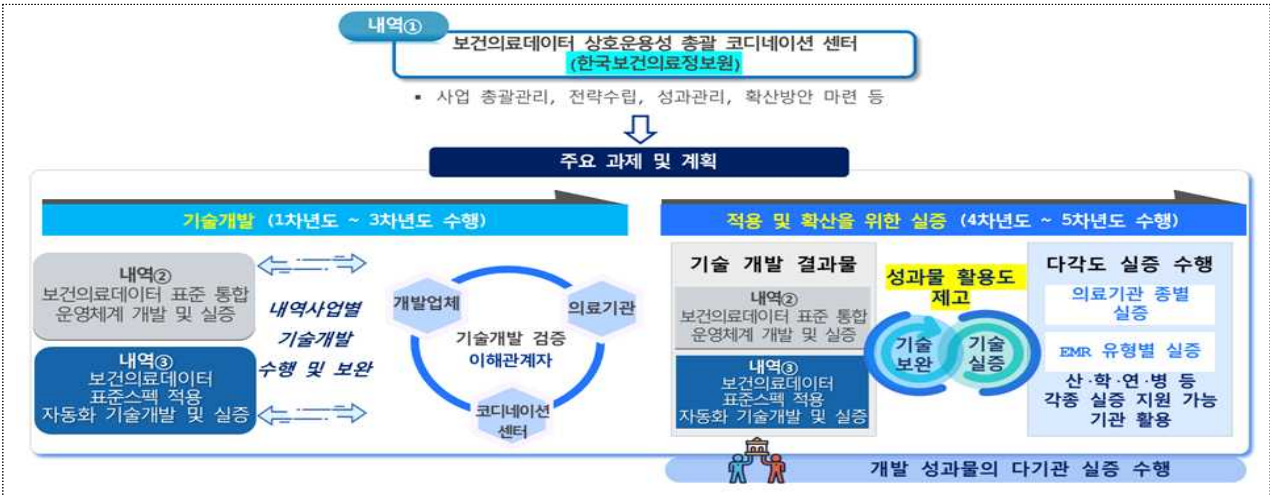 내역①
보건의료데이터 상호운용성 총괄 코디네이션 센터
(한국보건의료정보원)
▪ 사업 총괄관리, 전략수립, 성과관리, 확산방안 마련 등
주요 과제 및 계획
기술개발 (1차년도 ~ 3차년도 수행)
내역②
보건의료데이터 표준 통합
운영체계 개발 및 실증
내역③
보건의료데이터
표준스펙 적용
자동화 기술개발 및 실증
내역사업별
기술개발
수행 및 보완
개발업체
의료기관
기술개발 검증
이해관계자
코디네이션
센터
적용 및 확산을 위한 실증 (4차년도 ~ 5차년도 수행)
기술 개발 결과물
내역②
보건의료데이터 표준 통합
운영체계 개발 및 실증
내역③
보건의료데이터
표준스펙 적용
자동화 기술개발 및 실증
성과물 활용도
제고
기술
보완
기술
실증
다각도 실증 수행
의료기관 종별
실증
EMR 유형별 실증
산·학·연·병 등
각종 실증 지원 가능
기관 활용
개발 성과물의 다기관 실증 수행